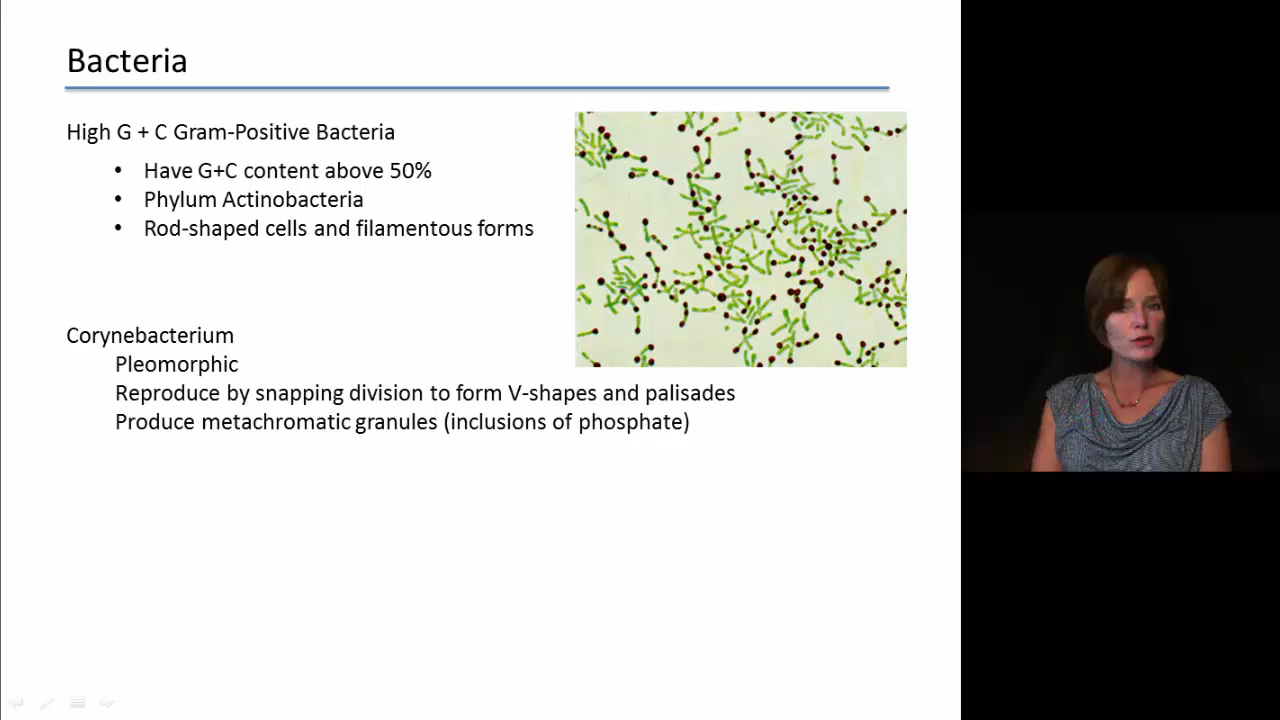 Bacteria
High G + C Gram-Positive Bacteria
• Have G+C content above 50%
• Phylum Actinobacteria
• Rod-shaped cells and filamentous forms
Corynebacterium
Pleomorphic
Reproduce by snapping division to form V-shapes and palisades
Produce metachromatic granules (inclusions of phosphate)